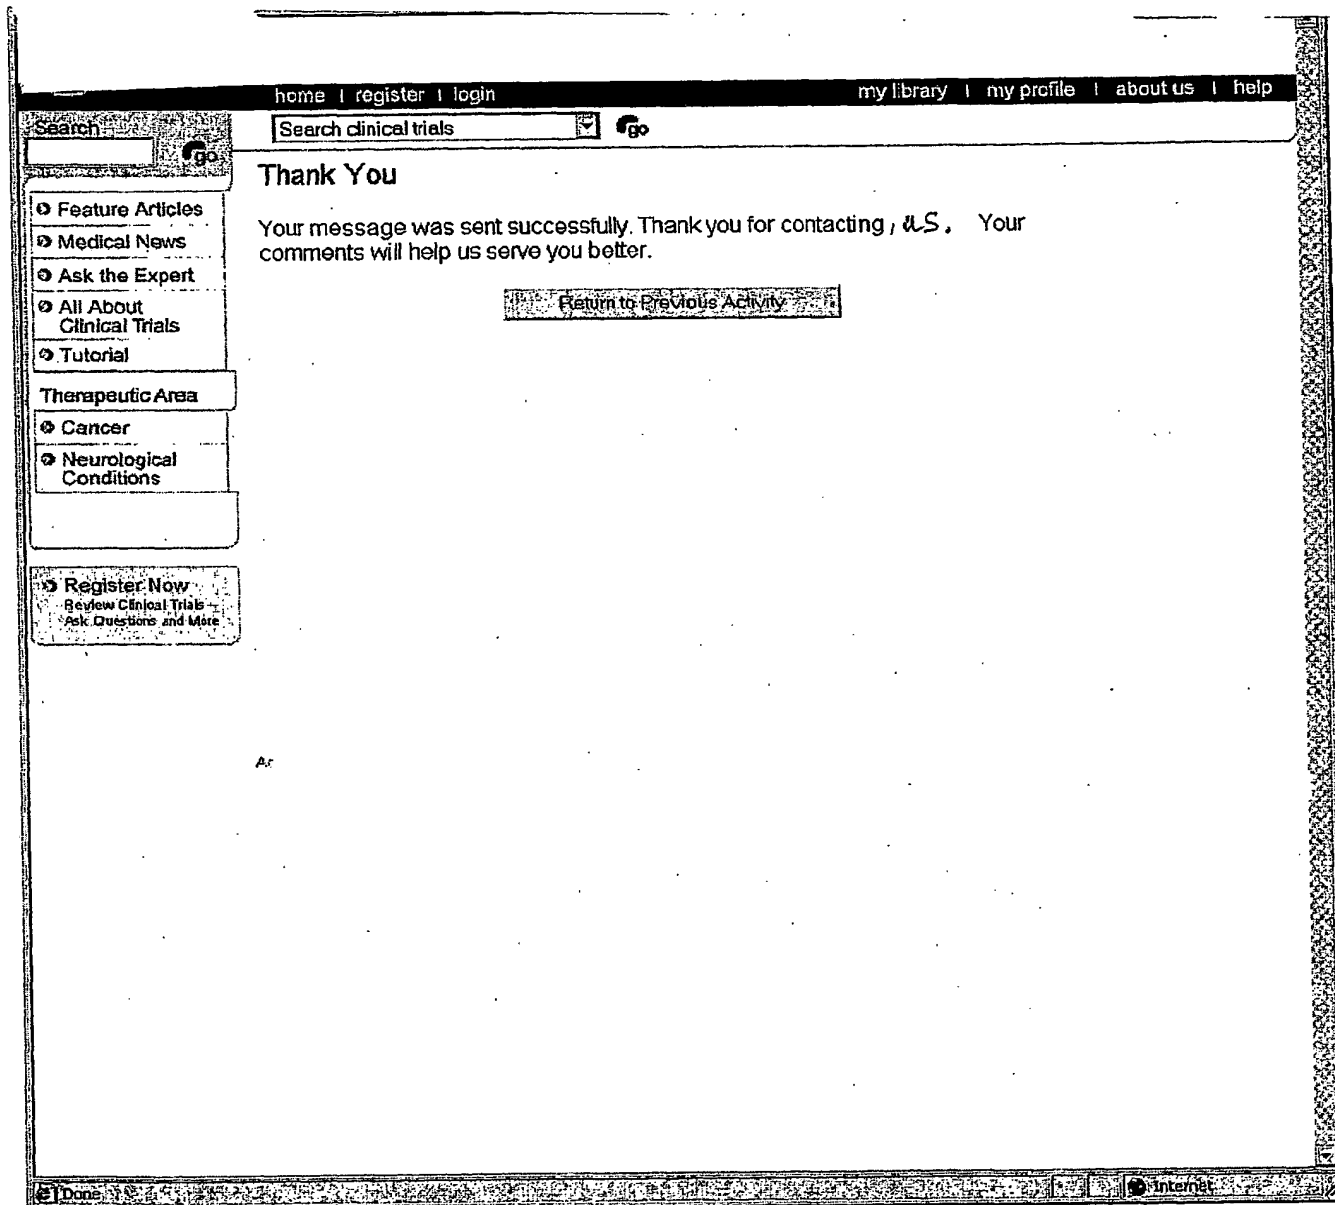 home | register | login
my library | my profile | about us | help
Search
go
Search clinical trials
go
Thank You
Your message was sent successfully. Thank you for contacting, us. Your
comments will help us serve you better.
Return to Previous Activity
Feature Articles
Medical News
Ask the Expert
All About
Clinical Trials
Tutorial
Therapeutic Area
Cancer
Neurological
Conditions
Register Now
Review Clinical Trials
Ask Questions and More
Ar
Done
Internet